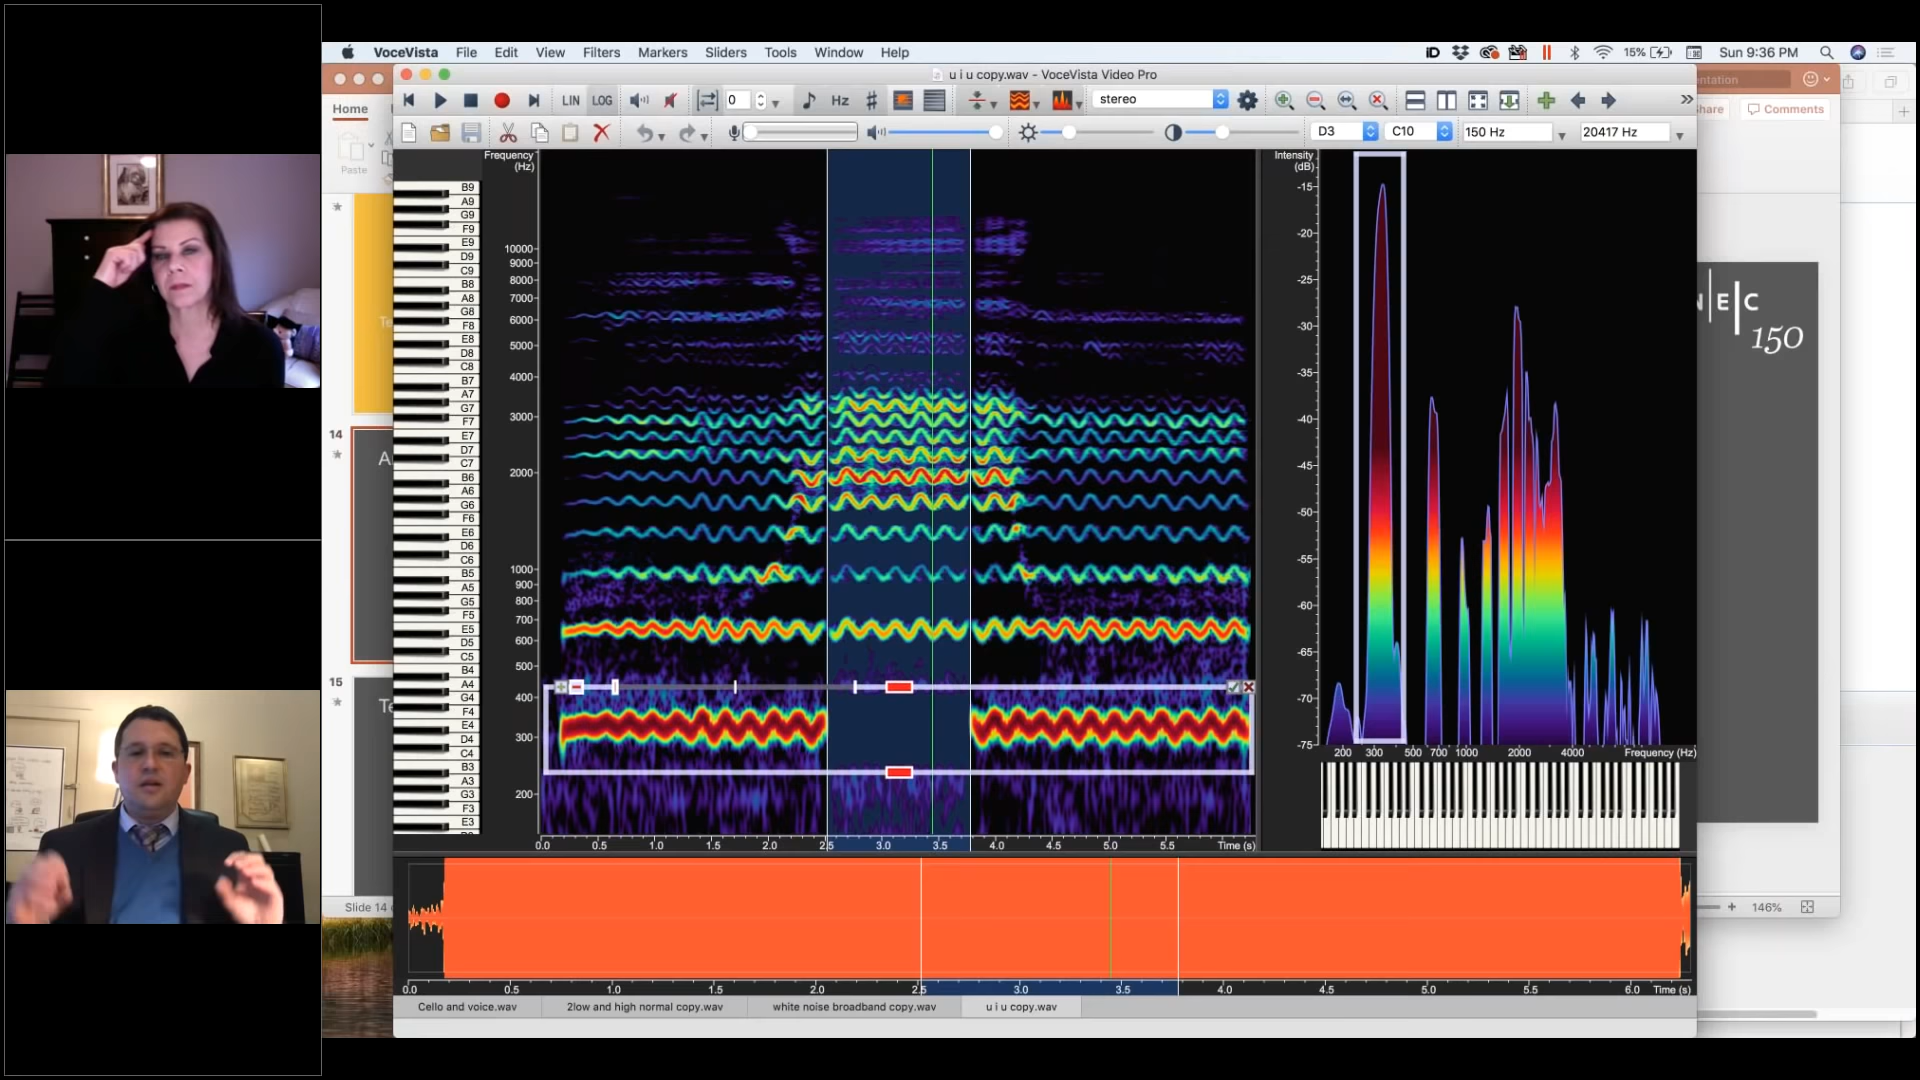 VoceVista File Edit View Filters Markers Sliders Tools Window Help
iD 15% Sun 9:36 PM
u i u copy.wav - VoceVista Video Pro
LIN LOG 0 Hz stereo
D3 C10 150 Hz 20417 Hz
Home
Paste
Comments
14
15
Slide 14
N|E|C
150
146%
Frequency
(Hz)
B9
A9
G9
F9
E9
D9
C9
B8
A8
G8
F8
E8
D8
C8
B7
A7
G7
F7
E7
D7
C7
B6
A6
G6
F6
E6
D6
C6
B5
A5
G5
F5
E5
D5
C5
B4
A4
G4
F4
E4
D4
C4
B3
A3
G3
F3
E3
10000
9000
8000
7000
6000
5000
4000
3000
2000
1000
900
800
700
600
500
400
300
200
0.0 0.5 1.0 1.5 2.0 2.5 3.0 3.5 4.0 4.5 5.0 5.5 Time (s)
Intensity
(dB)
-15
-20
-25
-30
-35
-40
-45
-50
-55
-60
-65
-70
-75
200 300 500 700 1000 2000 4000 Frequency (Hz)
0.0 0.5 1.0 1.5 2.0 2.5 3.0 3.5 4.0 4.5 5.0 5.5 6.0 Time (s)
Cello and voice.wav 2low and high normal copy.wav white noise broadband copy.wav u i u copy.wav